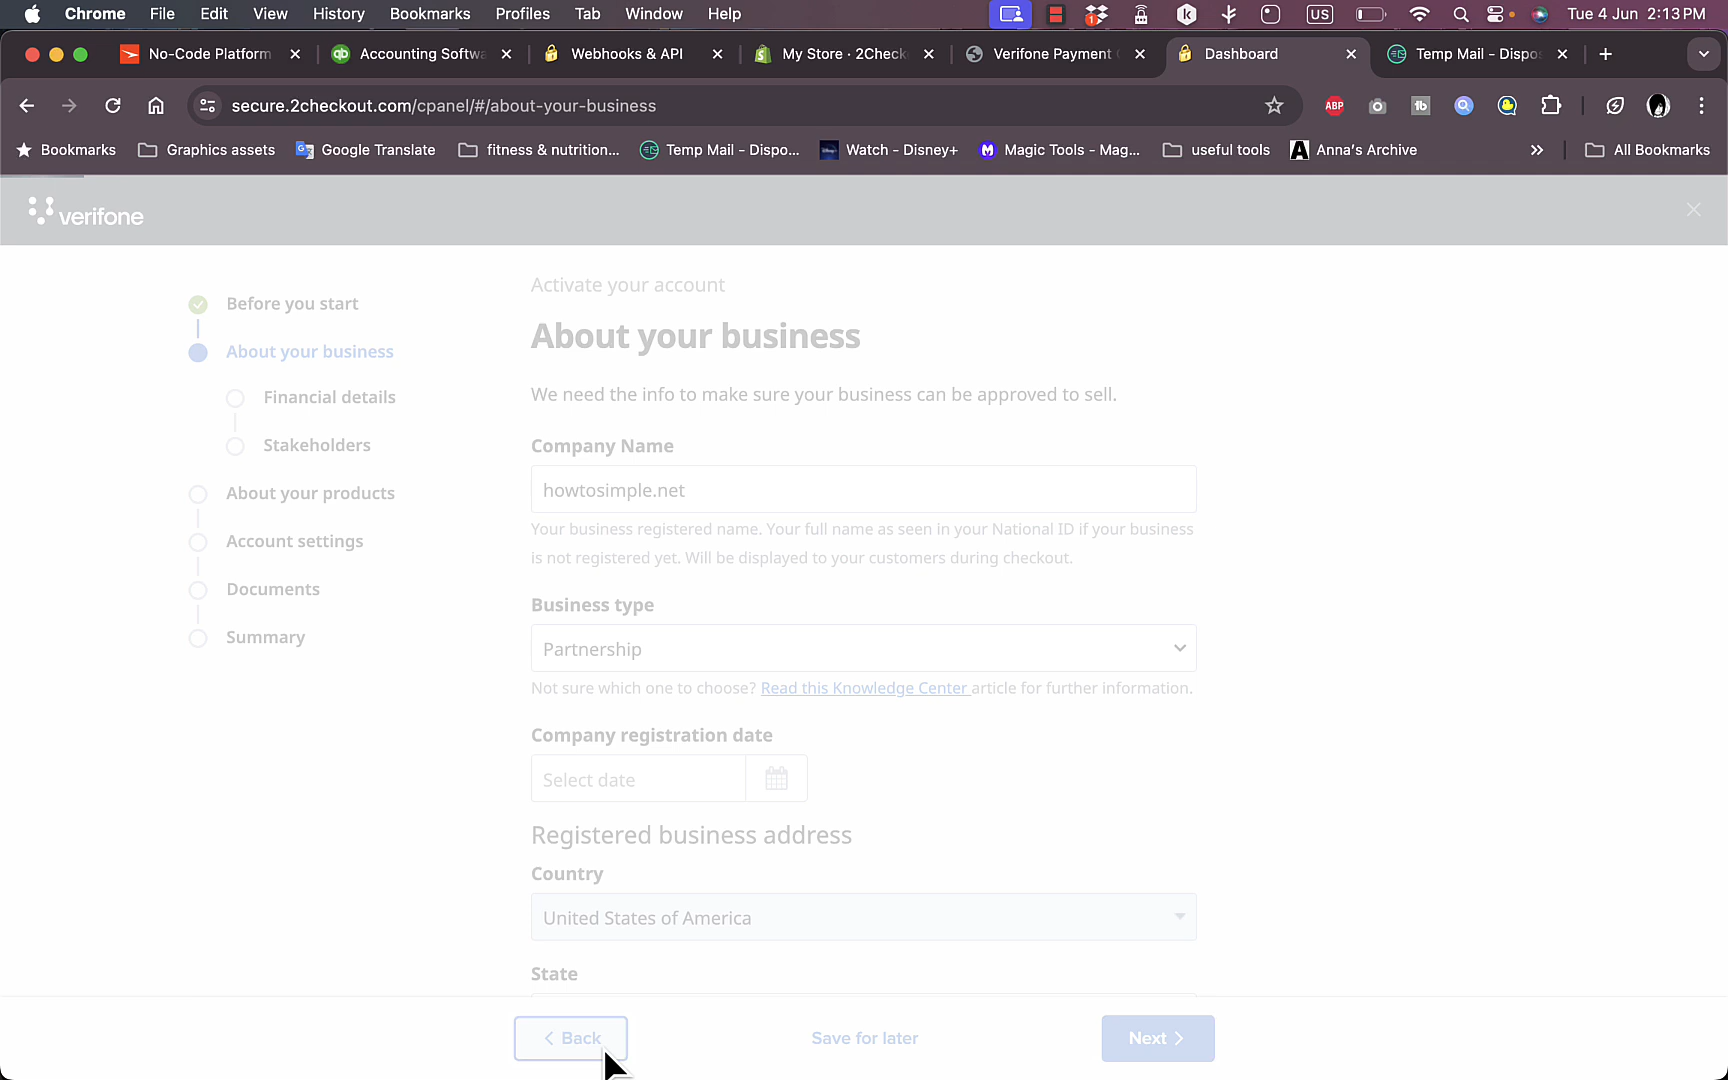 Chrome File Edit View History Bookmarks Profiles Tab Window Help US Tue 4 Jun 2:13 PM
No-Code Platform Accounting Softwa Webhooks & API My Store · 2Check Verifone Payment Dashboard Temp Mail - Dispos
secure.2checkout.com/cpanel/#/about-your-business ABP
Bookmarks Graphics assets Google Translate fitness & nutrition... Temp Mail - Dispo... Watch - Disney+ Magic Tools - Mag... useful tools Anna's Archive » All Bookmarks
verifone
Before you start
About your business
Financial details
Stakeholders
About your products
Account settings
Documents
Summary
Activate your account
About your business
We need the info to make sure your business can be approved to sell.
Company Name
howtosimple.net
Your business registered name. Your full name as seen in your National ID if your business
is not registered yet. Will be displayed to your customers during checkout.
Business type
Partnership
Not sure which one to choose? Read this Knowledge Center article for further information.
Company registration date
Select date
Registered business address
Country
United States of America
State
Back Save for later Next